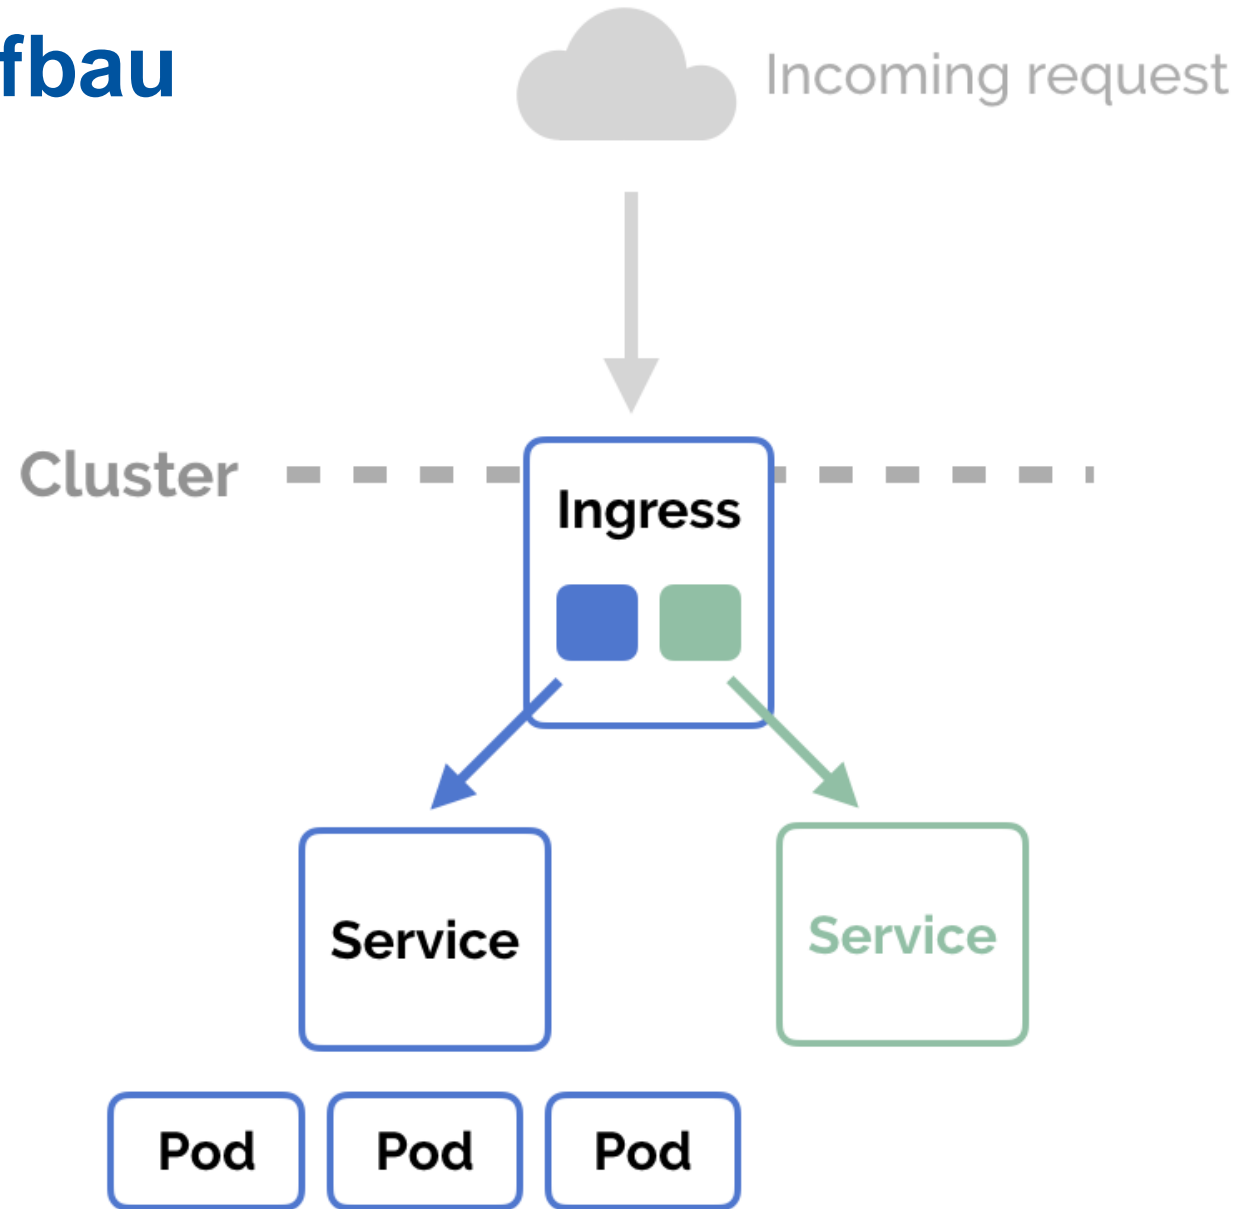 fbau
Incoming request
Cluster
Ingress
Service
Service
Pod
Pod
Pod